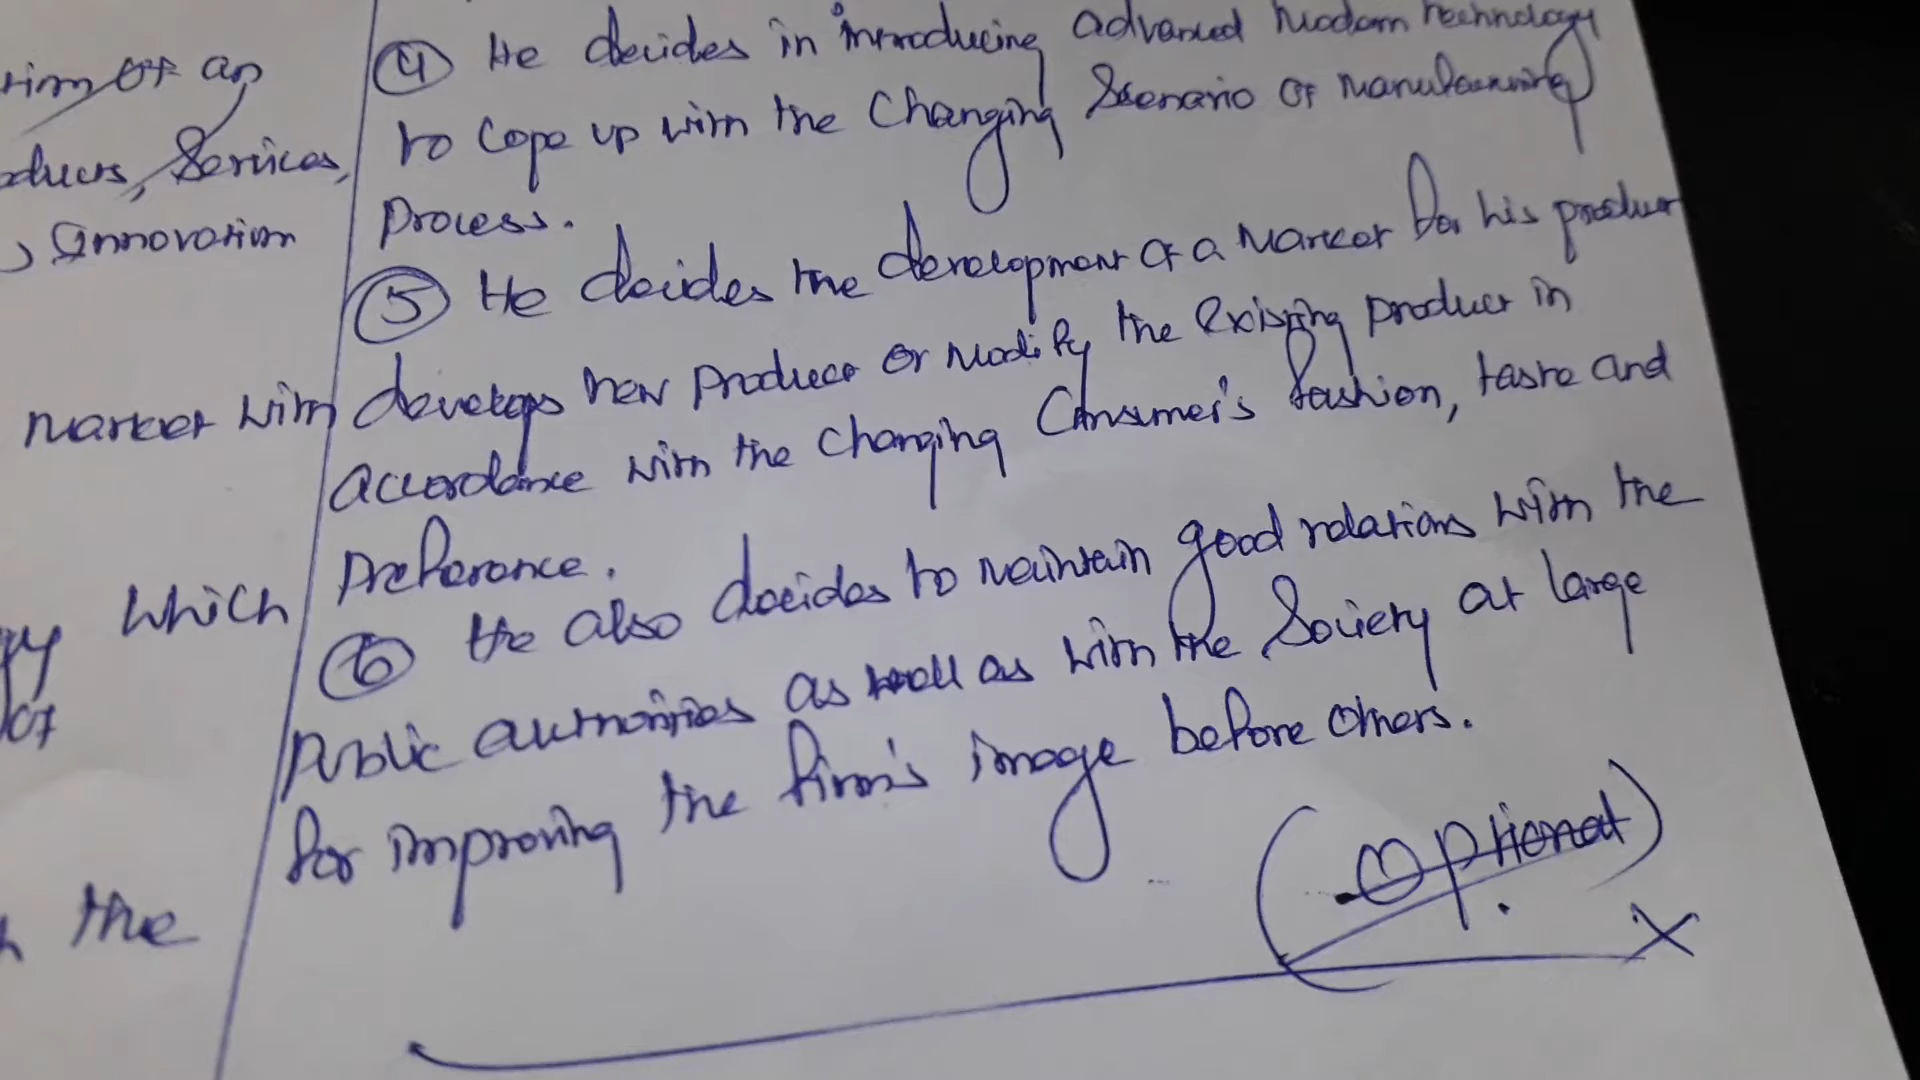 tion of an
oducts, Services,
, Innovation
market with
which
gy
of
the
④ He decides in introducing advanced modern technology
to cope up with the changing Scenario of manufacturing
process.
⑤ He decides the development of a market for his product
develops new product or modify the existing product in
accordance with the changing Consumer's fashion, taste and
preference.
⑥ He also decides to maintain good relations with the
public authorities as well as with the Society at large
for improving the firm's image before others.
(Optional)